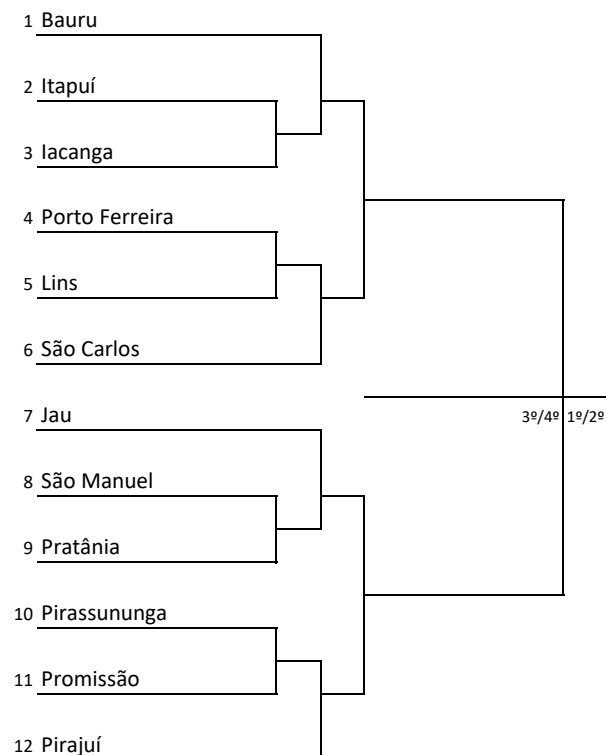 1 Bauru
2 Itapuí
3 Iacanga
4 Porto Ferreira
5 Lins
6 São Carlos
3º/4º 1º/2º
7 Jau
8 São Manuel
9 Pratânia
10 Pirassununga
11 Promissão
12 Pirajuí